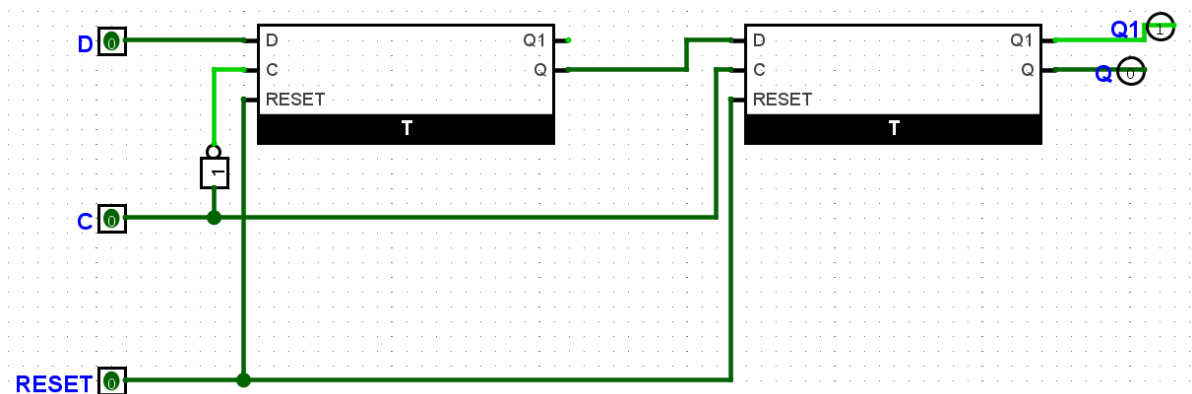 D 0
D Q1
C Q
RESET
T
D Q1
C Q
RESET
T
Q1 1
Q 0
1
C 0
RESET 0